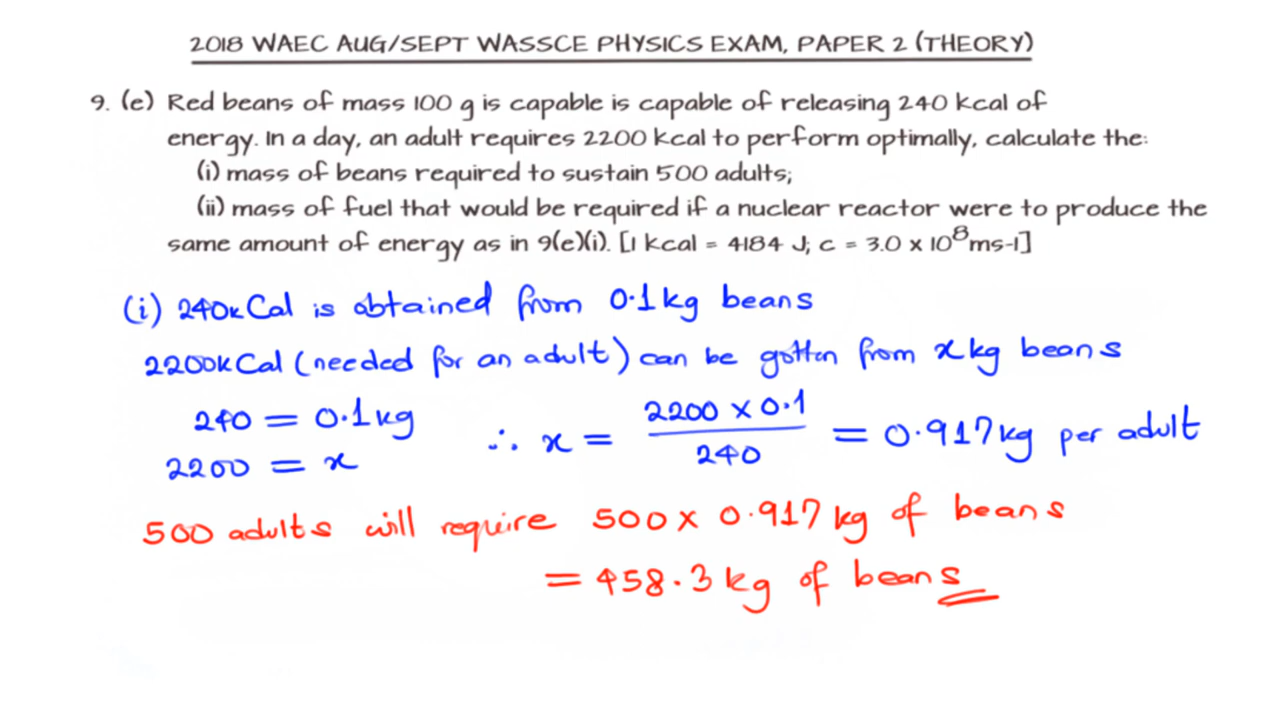 2018 WAEC AUG/SEPT WASSCE PHYSICS EXAM, PAPER 2 (THEORY)
9. (e) Red beans of mass 100 g is capable is capable of releasing 240 kcal of
energy. In a day, an adult requires 2200 kcal to perform optimally, calculate the:
(i) mass of beans required to sustain 500 adults;
(ii) mass of fuel that would be required if a nuclear reactor were to produce the
same amount of energy as in 9(e)(i). [1 kcal = 4184 J; c = 3.0 x 10⁸ms-1]
(i) 240kCal is obtained from 0.1kg beans
2200kCal (needed for an adult) can be gotten from xkg beans
240 = 0.1kg
2200 = x
∴ x = 2200 x 0.1 / 240 = 0.917kg per adult
500 adults will require 500 x 0.917 kg of beans
= 458.3 kg of beans